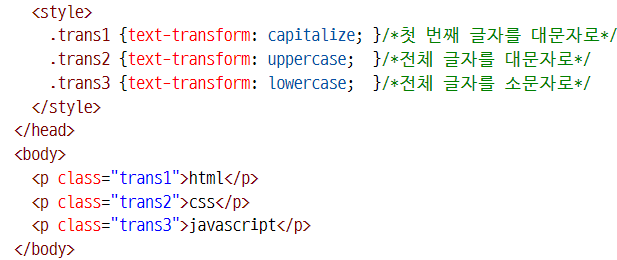 <style>
.trans1 {text-transform: capitalize; }/*첫 번째 글자를 대문자로*/
.trans2 {text-transform: uppercase;  }/*전체 글자를 대문자로*/
.trans3 {text-transform: lowercase;  }/*전체 글자를 소문자로*/
</style>
</head>
<body>
<p class="trans1">html</p>
<p class="trans2">css</p>
<p class="trans3">javascript</p>
</body>